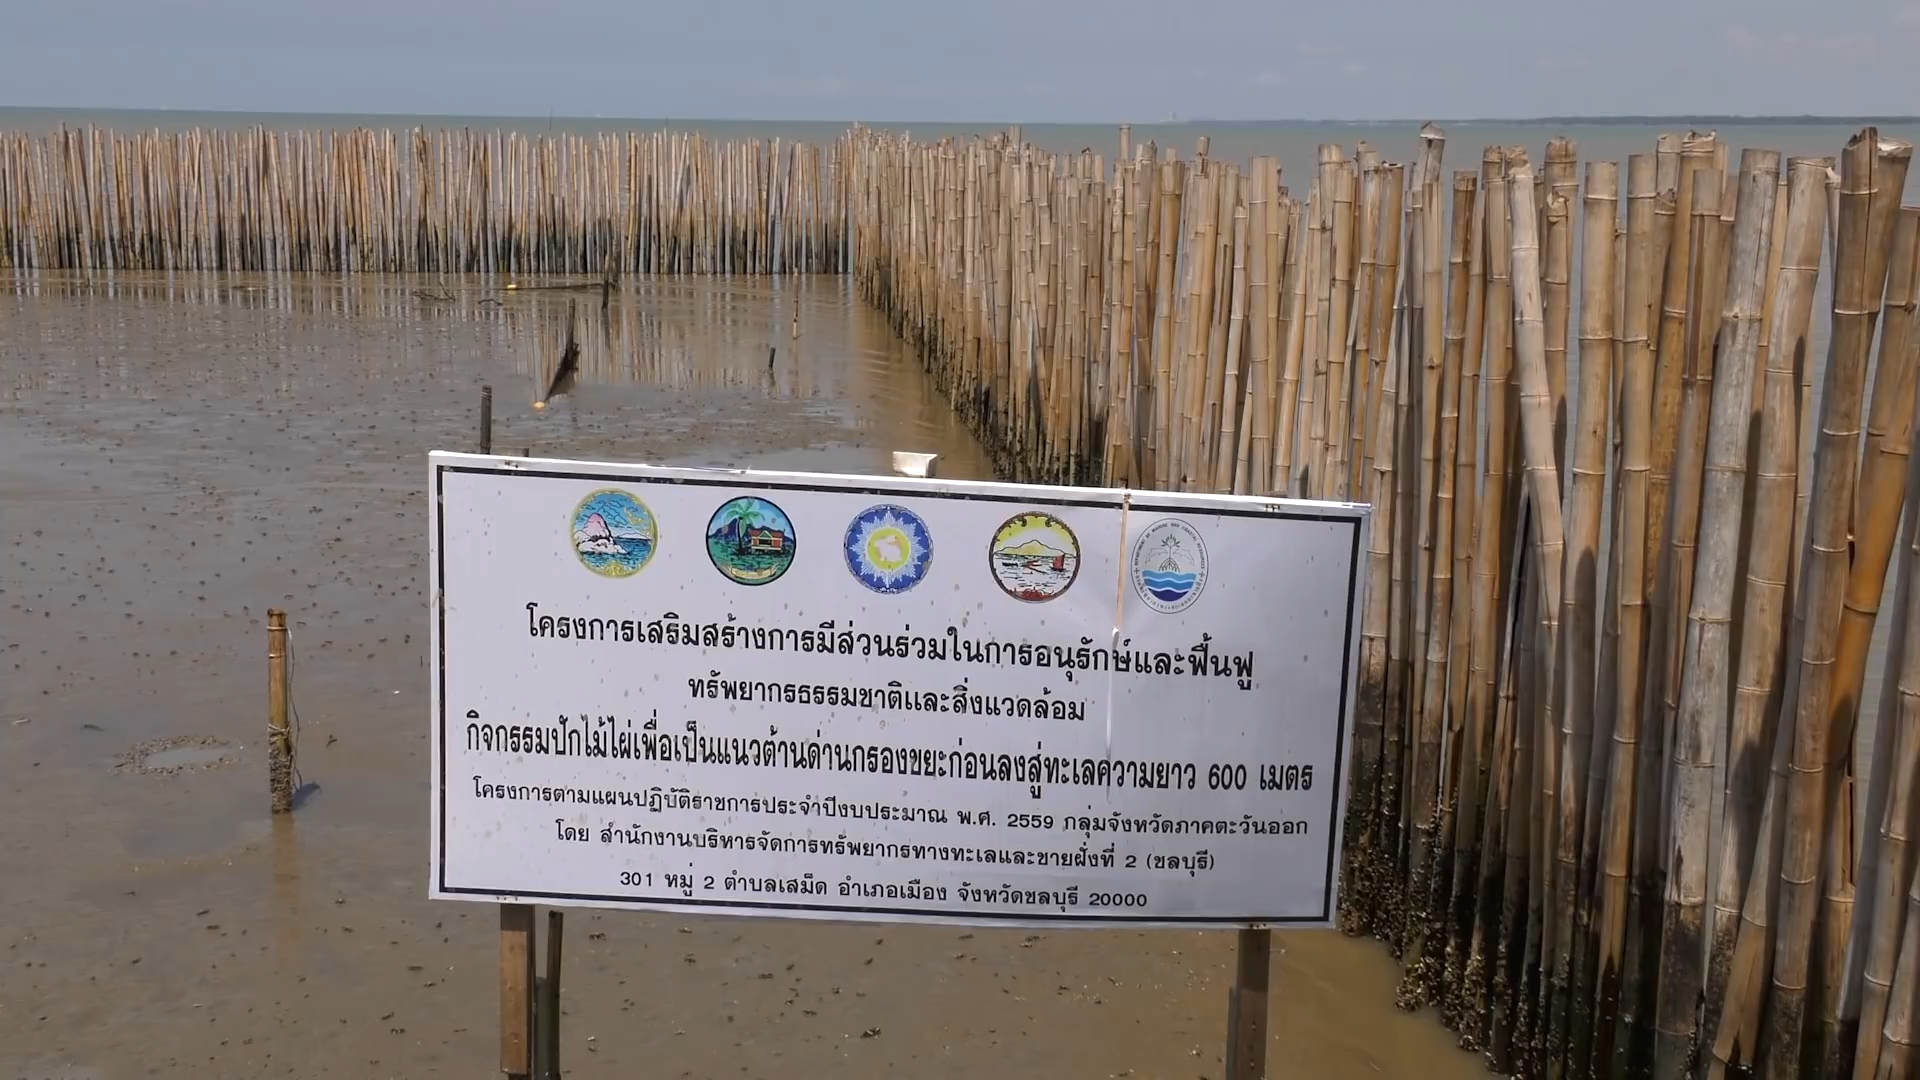 DEPARTMENT OF MARINE AND COASTAL RESOURCES
โครงการเสริมสร้างการมีส่วนร่วมในการอนุรักษ์และฟื้นฟู
ทรัพยากรธรรมชาติและสิ่งแวดล้อม
กิจกรรมปักไม้ไผ่เพื่อเป็นแนวต้านด่านกรองขยะก่อนลงสู่ทะเลความยาว 600 เมตร
โครงการตามแผนปฏิบัติราชการประจำปีงบประมาณ พ.ศ. 2559 กลุ่มจังหวัดภาคตะวันออก
โดย สำนักงานบริหารจัดการทรัพยากรทางทะเลและชายฝั่งที่ 2 (ชลบุรี)
301 หมู่ 2 ตำบลเสม็ด อำเภอเมือง จังหวัดชลบุรี 20000